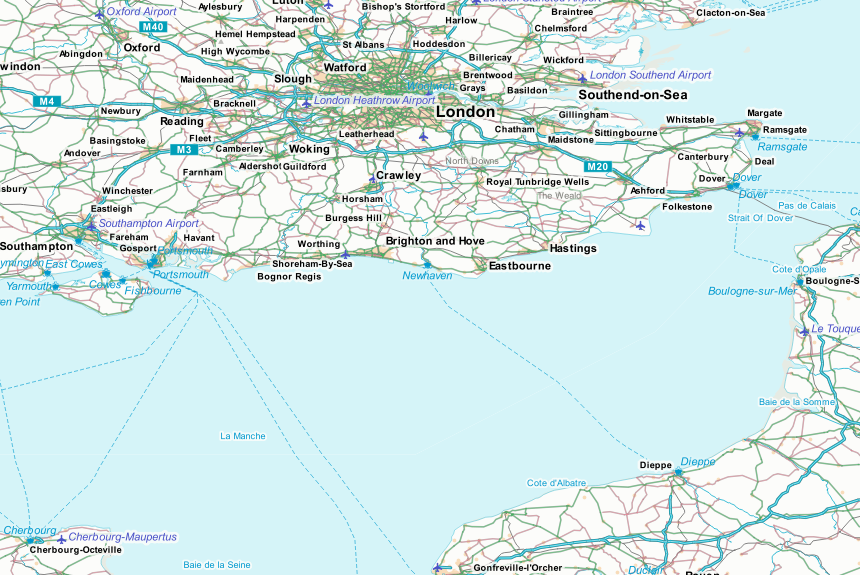 Aylesbury
Luton
Bishop's Stortford
Braintree
Clacton-on-Sea
Oxford Airport
Harpenden
Harlow
M40
Hemel Hempstead
Chelmsford
Oxford
St Albans
Hoddesdon
Abingdon
High Wycombe
Billericay
Wickford
windon
Watford
Brentwood
London Southend Airport
Maidenhead
Slough
Woolwich
Grays
Basildon
Southend-on-Sea
M4
Bracknell
London Heathrow Airport
Newbury
London
Gillingham
Margate
Reading
Whitstable
Ramsgate
Basingstoke
Fleet
Leatherhead
Chatham
Sittingbourne
Ramsgate
Andover
M3
Camberley
Woking
Maidstone
Canterbury
Deal
Farnham
Aldershot
Guildford
North Downs
M20
Dover
Dover
sbury
Winchester
Crawley
Royal Tunbridge Wells
Ashford
Dover
Horsham
The Weald
Folkestone
Pas de Calais
Eastleigh
Burgess Hill
Strait Of Dover
Southampton Airport
Southampton
Fareham
Havant
Worthing
Brighton and Hove
Hastings
Gosport
Portsmouth
Shoreham-By-Sea
Eastbourne
East Cowes
Portsmouth
Bognor Regis
Newhaven
Cote d'Opale
Yarmouth
Cowes
Fishbourne
Boulogne-sur-Mer
Boulogne-S
en Point
Le Touque
Baie de la Somme
La Manche
Dieppe
Dieppe
Cote d'Albatre
Cherbourg
Cherbourg-Maupertus
Cherbourg-Octeville
Baie de la Seine
Gonfreville-l'Orcher
Duclair
Rouen